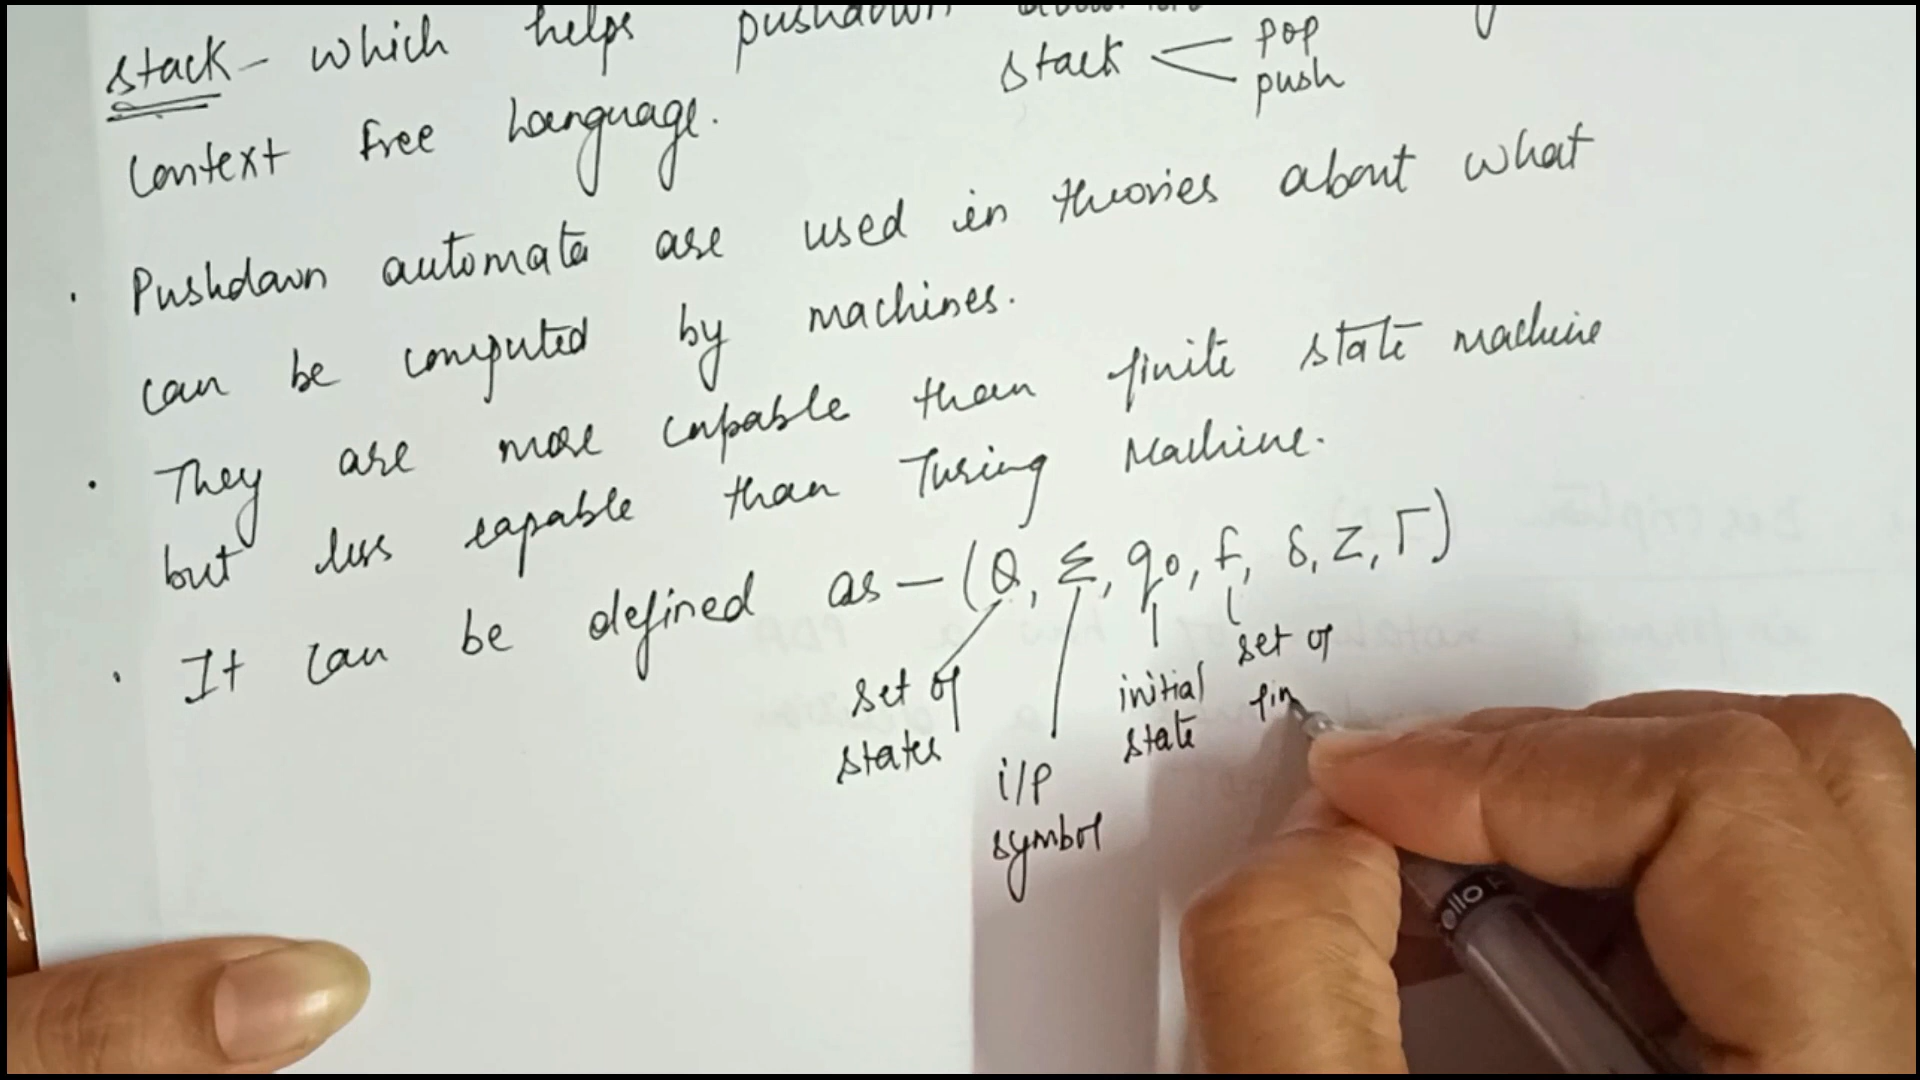 stack - which helps pushdown
stack pop
push
Context free Language.
. Pushdown automata are used in theories about what
can be computed by machines.
. They are more capable than finite state machine
but less capable than Turing Machine.
. It can be defined as - (Q, Σ, q0, f, δ, Z, Γ)
set of
states
i/p
symbol
initial
state
set of
fin
ello